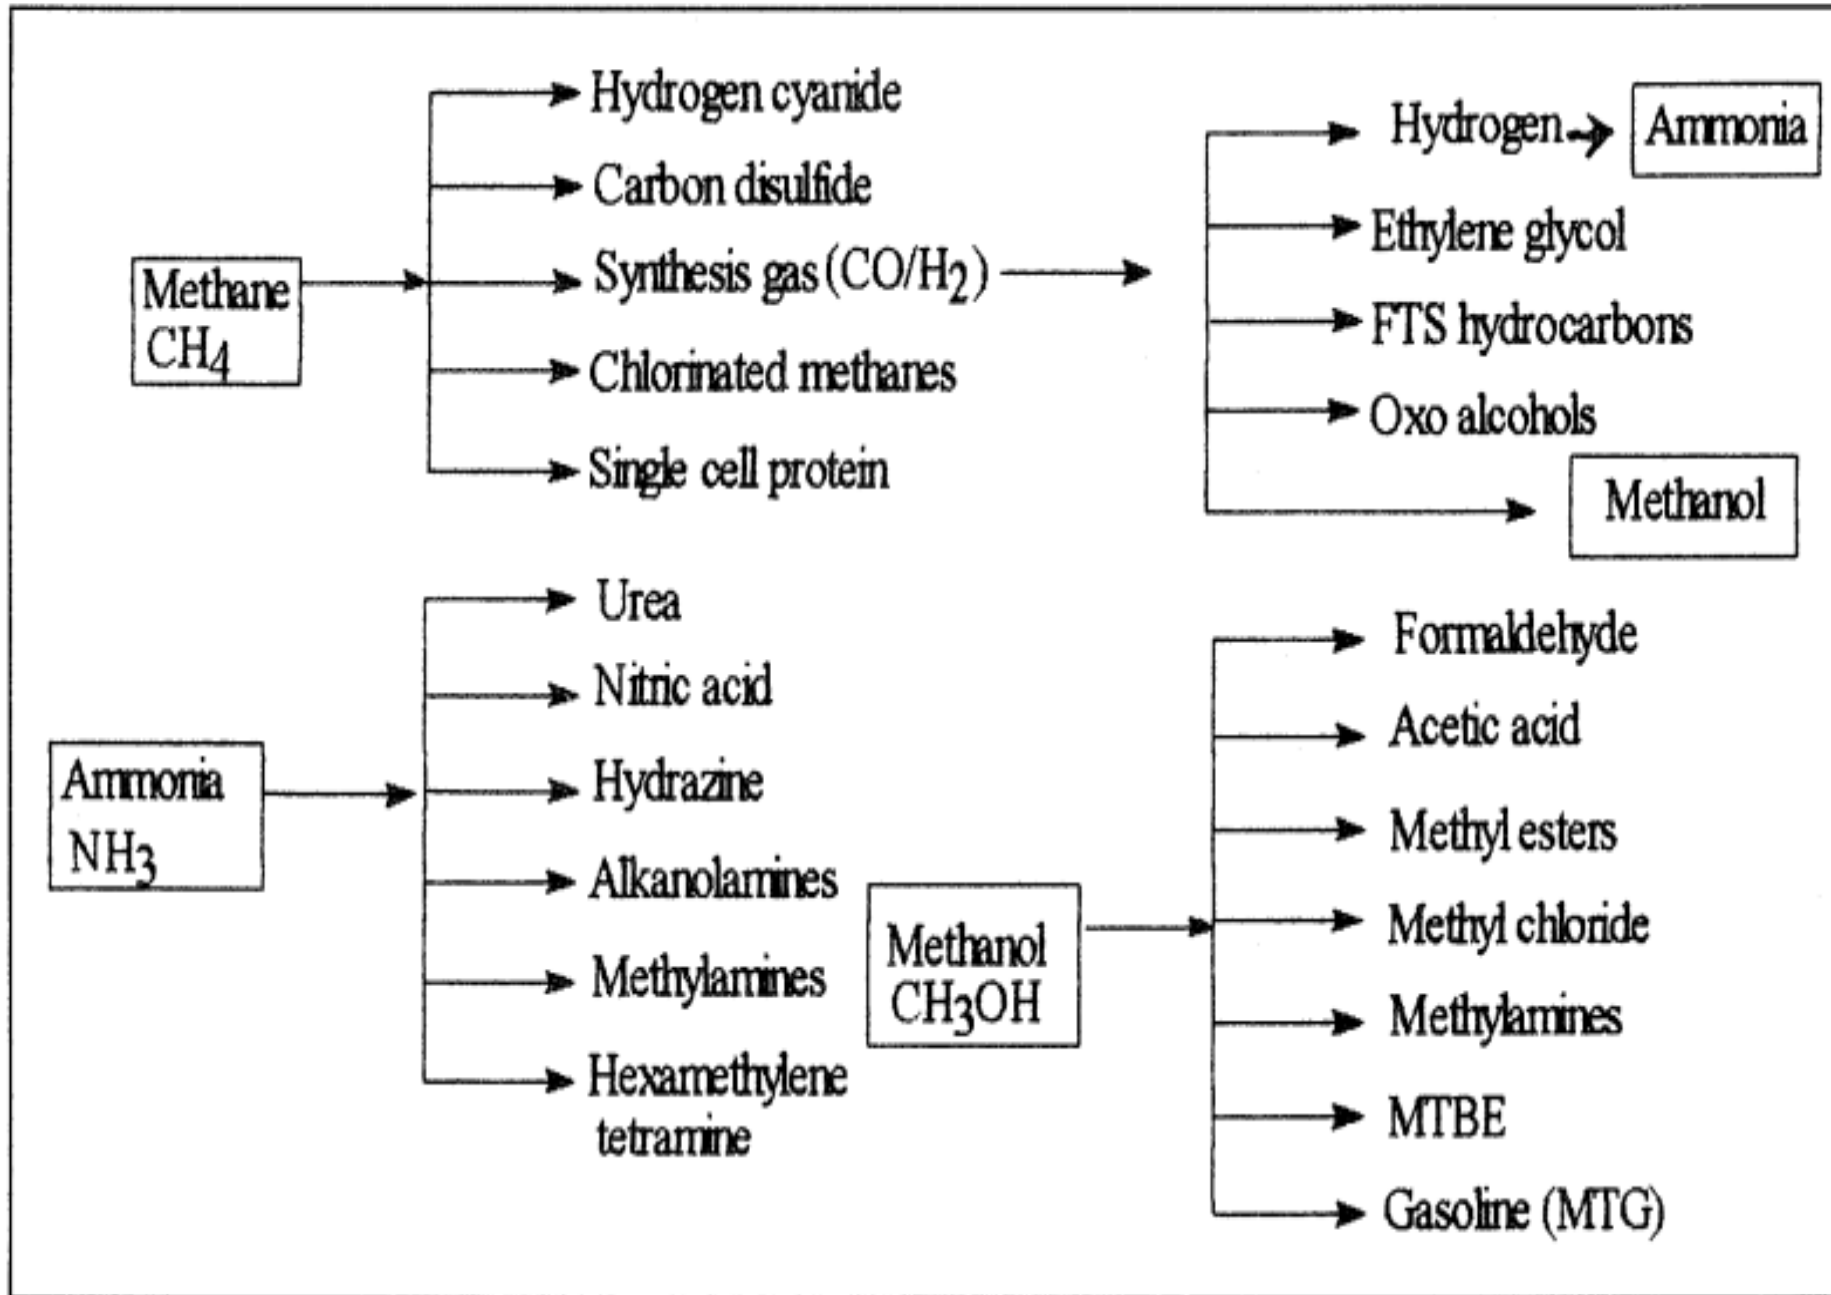 Hydrogen cyanide
Carbon disulfide
Methane
CH4
Synthesis gas (CO/H2)
Chlorinated methanes
Single cell protein
Hydrogen
Ammonia
Ethylene glycol
FTS hydrocarbons
Oxo alcohols
Methanol
Ammonia
NH3
Urea
Nitric acid
Hydrazine
Alkanolamines
Methylamines
Hexamethylene
tetramine
Methanol
CH3OH
Formaldehyde
Acetic acid
Methyl esters
Methyl chloride
Methylamines
MTBE
Gasoline (MTG)